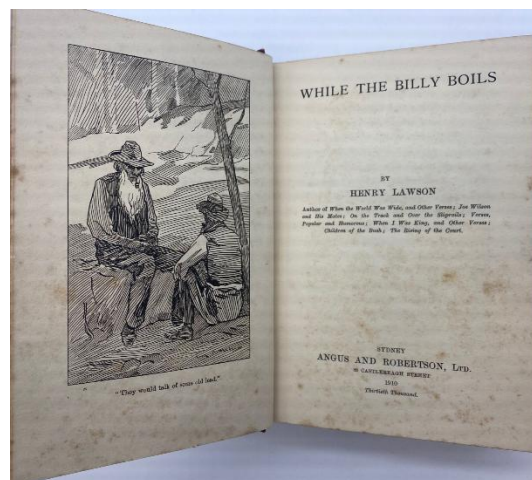 "They would talk of some old lead."
WHILE THE BILLY BOILS
BY
HENRY LAWSON
Author of When the World Was Wide, and Other Verses; Joe Wilson
and His Mates; On the Track and Over the Sliprails; Verses,
Popular and Humorous; When I Was King, and Other Verses;
Children of the Bush; The Rising of the Court.
SYDNEY
ANGUS AND ROBERTSON, LTD.
CASTLEREAGH STREET
1910
Thirtieth Thousand.